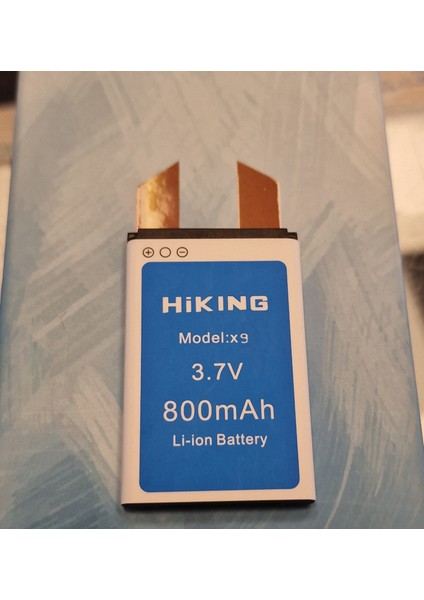 HiKING
Model:x9
3.7V
800mAh
Li-ion Battery